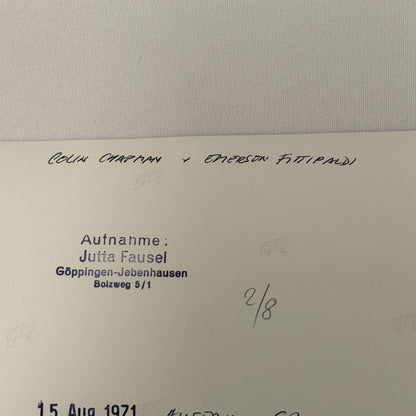 COLIN CHAPMAN + EMERSON FITTIPALDI
Aufnahme:
Jutta Fausel
Göppingen-Jebenhausen
Bolzweg 5/1
2/8
15 Aug 1971